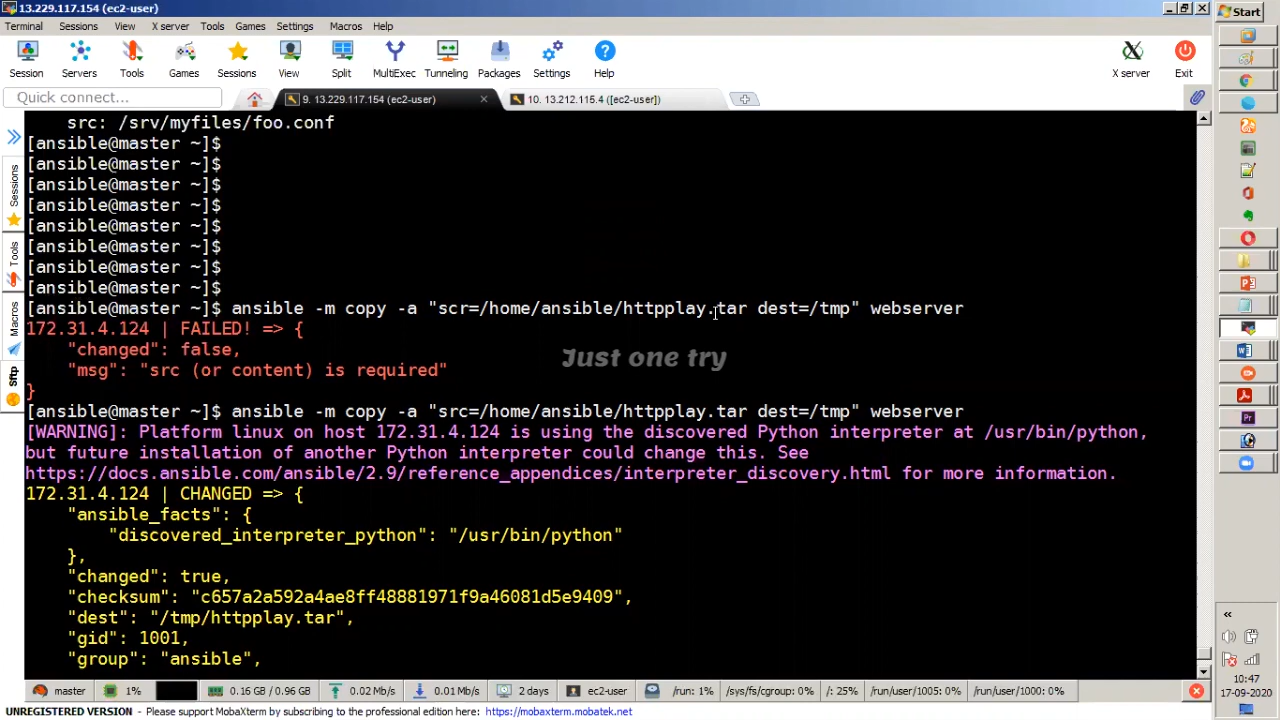 13.229.117.154 (ec2-user)
Start
Terminal Sessions View X server Tools Games Settings Macros Help
Session Servers Tools Games Sessions View Split MultiExec Tunneling Packages Settings Help X server Exit
Quick connect...
9. 13.229.117.154 (ec2-user)
10. 13.212.115.4 ([ec2-user])
Sessions
Tools
Macros
Sftp
src: /srv/myfiles/foo.conf
[ansible@master ~]$
[ansible@master ~]$
[ansible@master ~]$
[ansible@master ~]$
[ansible@master ~]$
[ansible@master ~]$
[ansible@master ~]$
[ansible@master ~]$
[ansible@master ~]$ ansible -m copy -a "scr=/home/ansible/httpplay.tar dest=/tmp" webserver
172.31.4.124 | FAILED! => {
"changed": false,
"msg": "src (or content) is required"
}
Just one try
[ansible@master ~]$ ansible -m copy -a "src=/home/ansible/httpplay.tar dest=/tmp" webserver
[WARNING]: Platform linux on host 172.31.4.124 is using the discovered Python interpreter at /usr/bin/python,
but future installation of another Python interpreter could change this. See
https://docs.ansible.com/ansible/2.9/reference_appendices/interpreter_discovery.html for more information.
172.31.4.124 | CHANGED => {
"ansible_facts": {
"discovered_interpreter_python": "/usr/bin/python"
},
"changed": true,
"checksum": "c657a2a592a4ae8ff48881971f9a46081d5e9409",
"dest": "/tmp/httpplay.tar",
"gid": 1001,
"group": "ansible",
master 1% 0.16 GB / 0.96 GB 0.02 Mb/s 0.01 Mb/s 2 days ec2-user /run: 1% /sys/fs/cgroup: 0% /: 25% /run/user/1005: 0% /run/user/1000: 0%
UNREGISTERED VERSION - Please support MobaXterm by subscribing to the professional edition here: https://mobaxterm.mobatek.net
10:47
17-09-2020